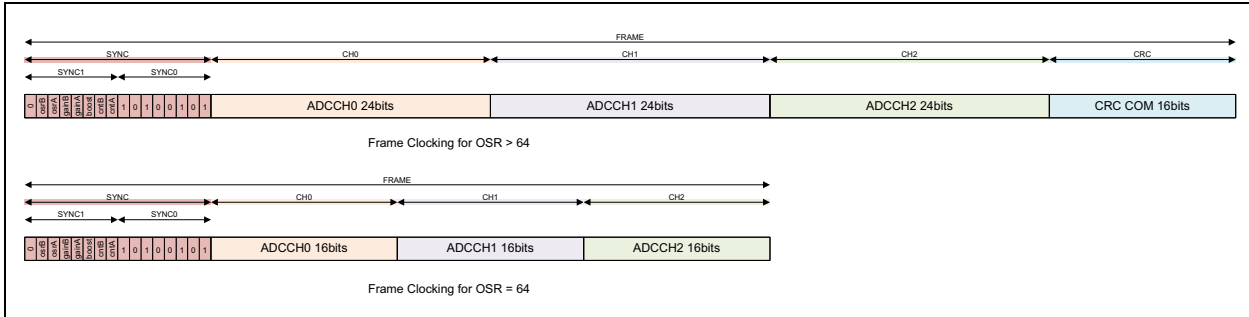 FRAME
SYNC CH0 CH1 CH2 CRC
SYNC1 SYNC0
0 osrB osrA gainB gainA boost cntB cntA 1 0 1 0 0 1 0 1 ADCCH0 24bits ADCCH1 24bits ADCCH2 24bits CRC COM 16bits
Frame Clocking for OSR > 64
FRAME
SYNC CH0 CH1 CH2
SYNC1 SYNC0
0 osrB osrA gainB gainA boost cntB cntA 1 0 1 0 0 1 0 1 ADCCH0 16bits ADCCH1 16bits ADCCH2 16bits
Frame Clocking for OSR = 64